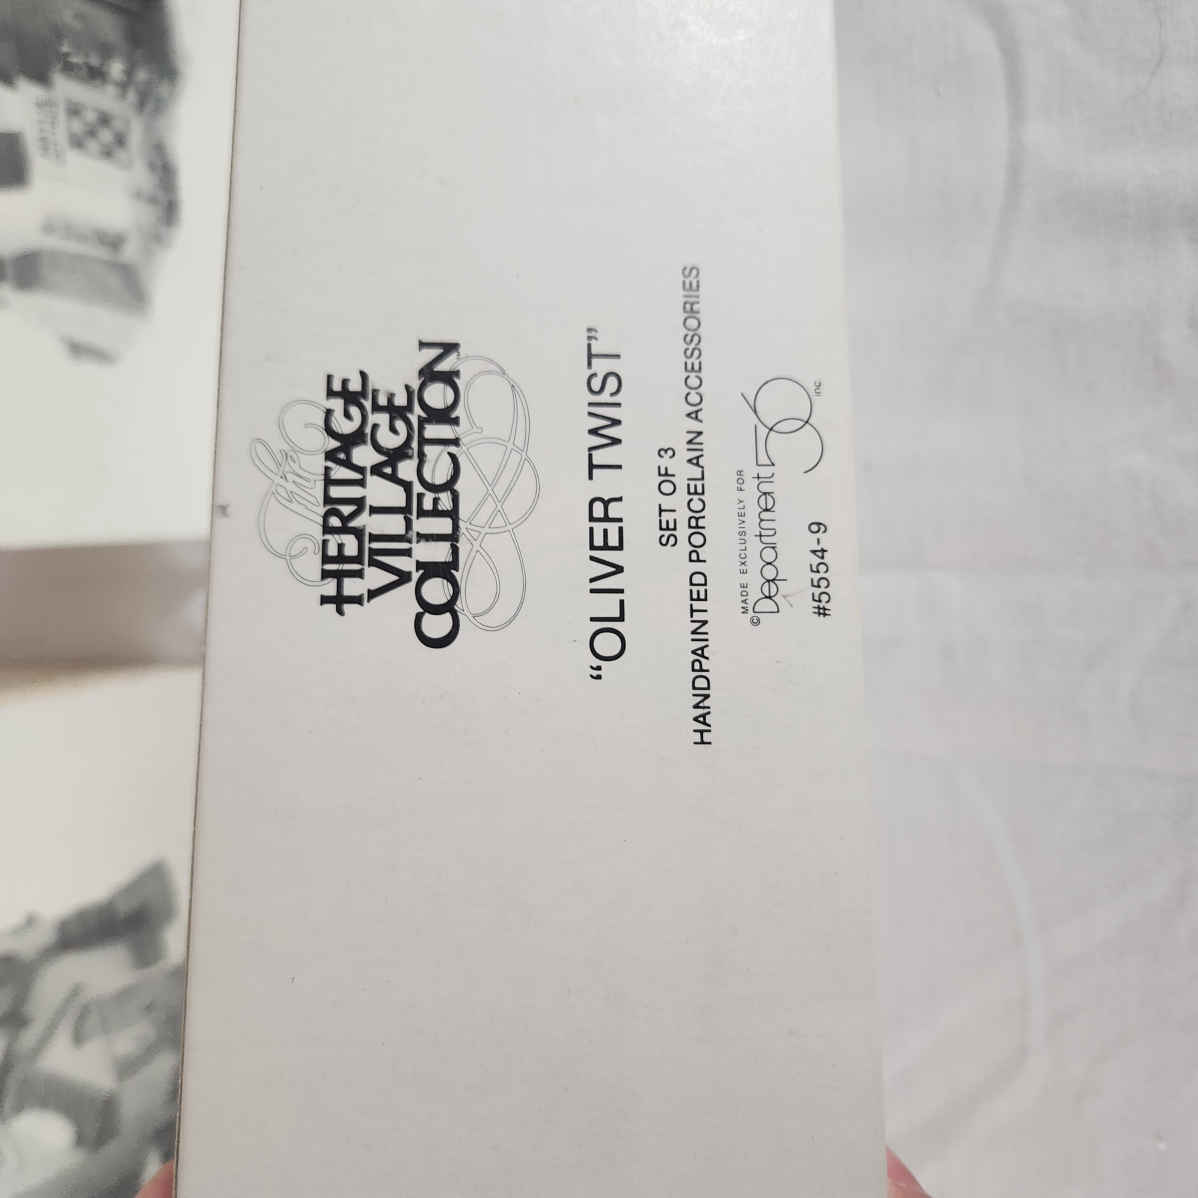 The
HERITAGE
VILLAGE
COLLECTION
“OLIVER TWIST”
SET OF 3
HANDPAINTED PORCELAIN ACCESSORIES
MADE EXCLUSIVELY FOR
© Department 56 inc
#5554-9